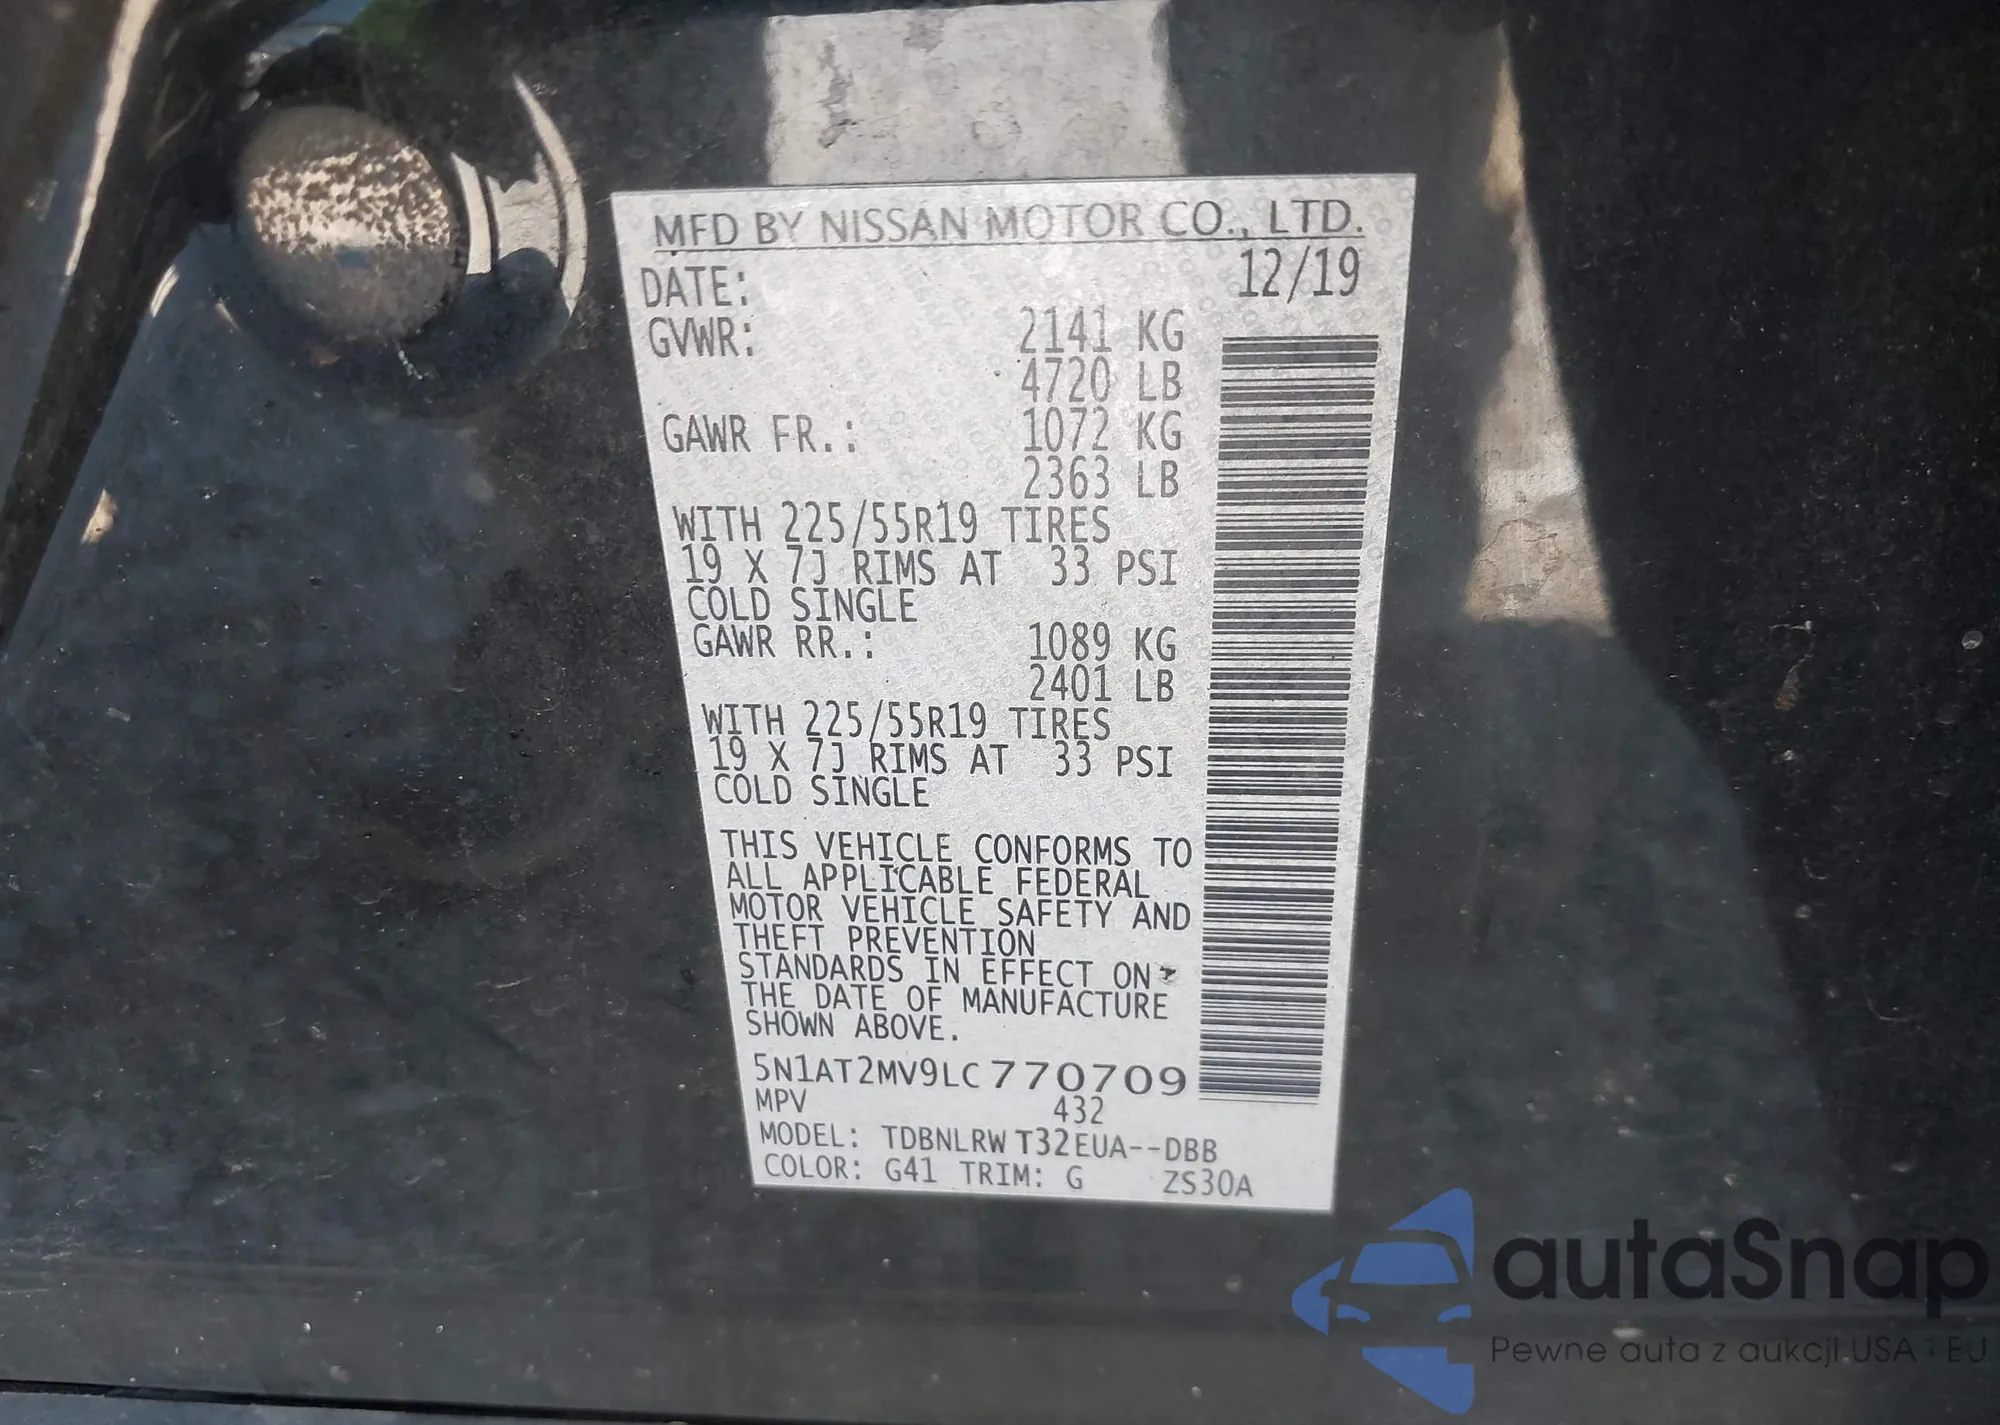 MFD BY NISSAN MOTOR CO., LTD.
DATE: 12/19
GVWR: 2141 KG
4720 LB
GAWR FR.: 1072 KG
2363 LB
WITH 225/55R19 TIRES
19 X 7J RIMS AT 33 PSI
COLD SINGLE
GAWR RR.: 1089 KG
2401 LB
WITH 225/55R19 TIRES
19 X 7J RIMS AT 33 PSI
COLD SINGLE
THIS VEHICLE CONFORMS TO
ALL APPLICABLE FEDERAL
MOTOR VEHICLE SAFETY AND
THEFT PREVENTION
STANDARDS IN EFFECT ON
THE DATE OF MANUFACTURE
SHOWN ABOVE.
5N1AT2MV9LC770709
MPV 432
MODEL: TDBNLRW T32EUA--DBB
COLOR: G41 TRIM: G ZS30A
autaSnap
Pewne auta z aukcji USA i EU